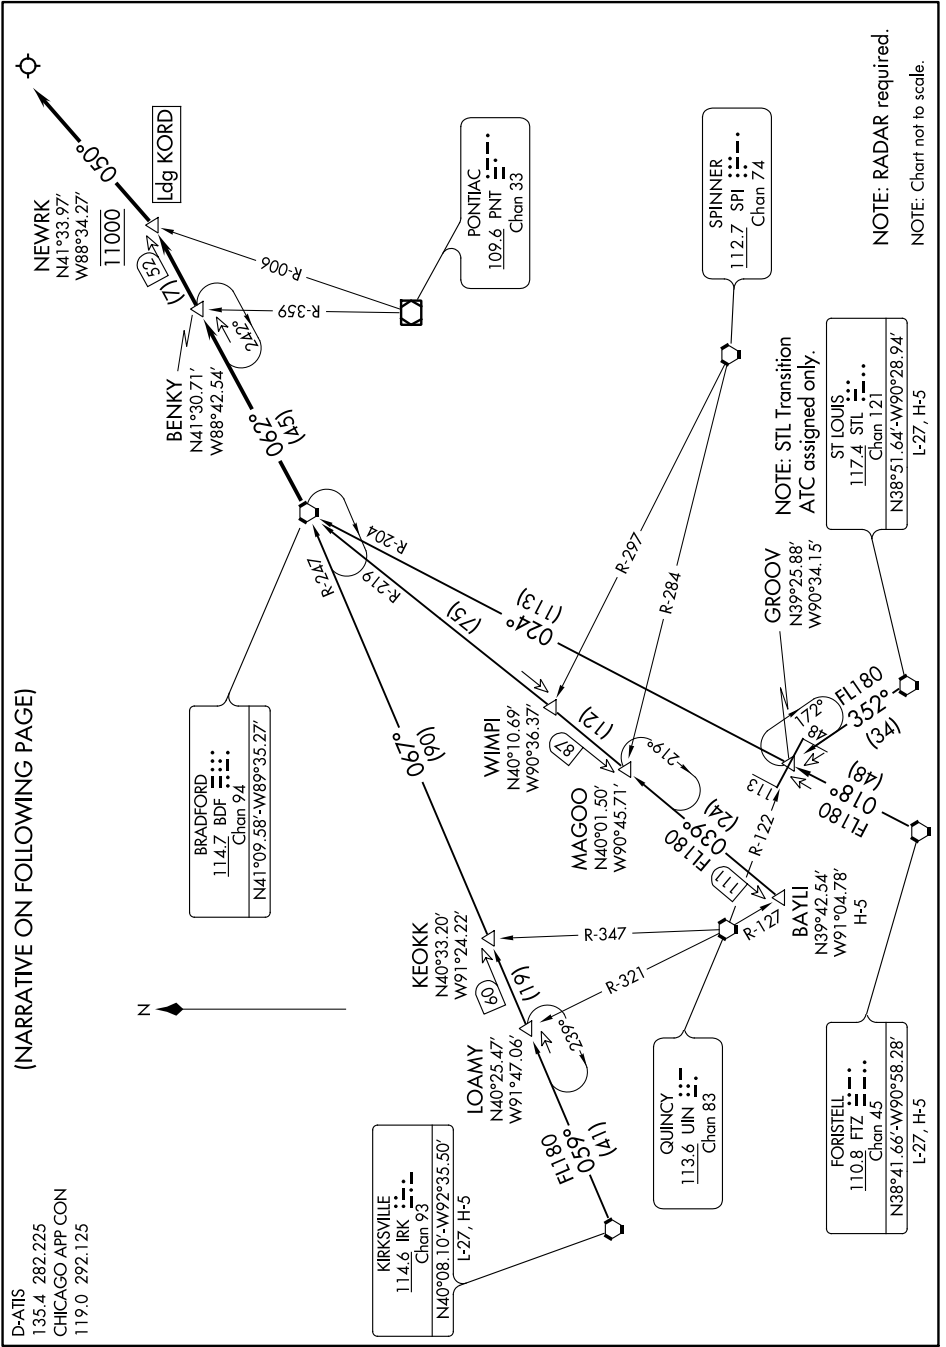 (NARRATIVE ON FOLLOWING PAGE)
D-ATIS
135.4 282.225
CHICAGO APP CON
119.0 292.125
NEWRK
N41°33.97'
W88°34.27'
11000
050°
Ldg KORD
(7)
52
BENKY
N41°30.71'
W88°42.54'
242°
R-006
R-359
PONTIAC
109.6 PNT
Chan 33
062°
(45)
BRADFORD
114.7 BDF
Chan 94
N41°09.58'-W89°35.27'
R-247
R-219
R-204
067°
(90)
(75)
024°
(113)
KEOKK
N40°33.20'
W91°24.22'
60
(19)
LOAMY
N40°25.47'
W91°47.06'
239°
FL180
059°
(41)
KIRKSVILLE
114.6 IRK
Chan 93
N40°08.10'-W92°35.50'
L-27, H-5
WIMPI
N40°10.69'
W90°36.37'
(12)
87
MAGOO
N40°01.50'
W90°45.71'
219°
R-297
R-284
SPINNER
112.7 SPI
Chan 74
FL180
039°
(24)
111
R-347
R-321
R-127
R-122
QUINCY
113.6 UIN
Chan 83
BAYLI
N39°42.54'
W91°04.78'
H-5
GROOV
N39°25.88'
W90°34.15'
172°
48
113
FL180
352°
(34)
FL180
018°
(48)
NOTE: STL Transition
ATC assigned only.
ST LOUIS
117.4 STL
Chan 121
N38°51.64'-W90°28.94'
L-27, H-5
FORISTELL
110.8 FTZ
Chan 45
N38°41.66'-W90°58.28'
L-27, H-5
N
NOTE: RADAR required.
NOTE: Chart not to scale.